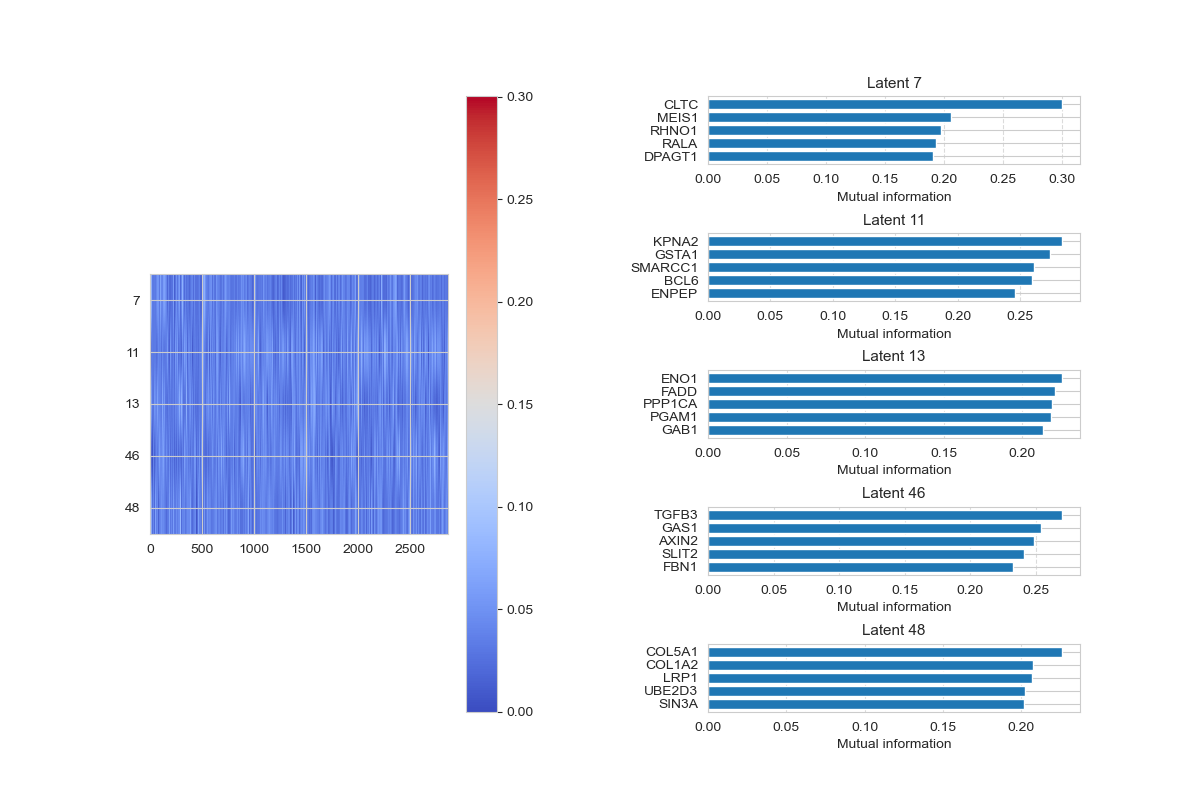 7
11
13
46
48
0 500 1000 1500 2000 2500
0.30
0.25
0.20
0.15
0.10
0.05
0.00
Latent 7
CLTC
MEIS1
RHNO1
RALA
DPAGT1
0.00 0.05 0.10 0.15 0.20 0.25 0.30
Mutual information
Latent 11
KPNA2
GSTA1
SMARCC1
BCL6
ENPEP
0.00 0.05 0.10 0.15 0.20 0.25
Mutual information
Latent 13
ENO1
FADD
PPP1CA
PGAM1
GAB1
0.00 0.05 0.10 0.15 0.20
Mutual information
Latent 46
TGFB3
GAS1
AXIN2
SLIT2
FBN1
0.00 0.05 0.10 0.15 0.20 0.25
Mutual information
Latent 48
COL5A1
COL1A2
LRP1
UBE2D3
SIN3A
0.00 0.05 0.10 0.15 0.20
Mutual information